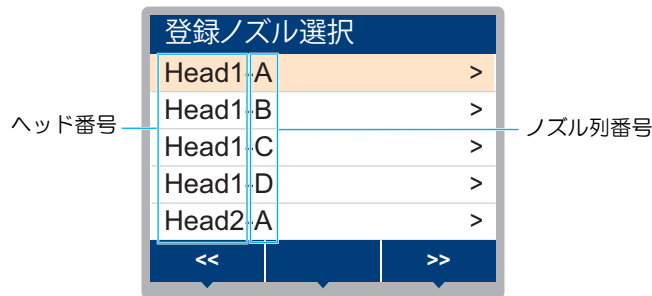 登録ノズル選択
Head1-A >
Head1-B >
Head1-C >
Head1-D >
Head2-A >
<< >>
ヘッド番号
ノズル列番号